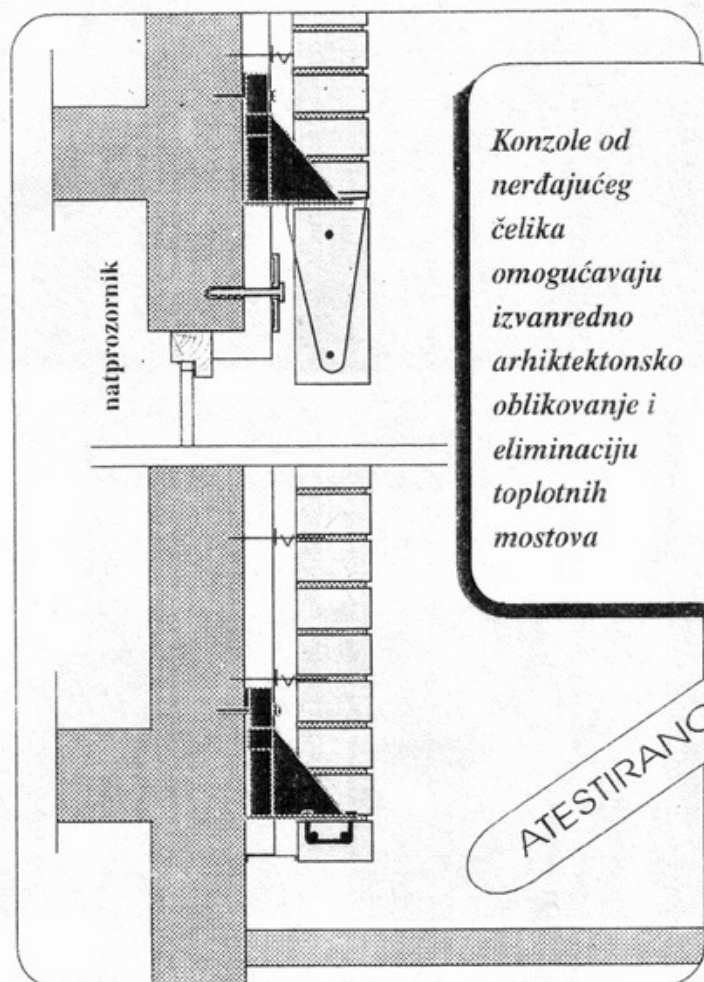 natprozornik
Konzole od
nerđajućeg
čelika
omogućavaju
izvanredno
arhiktektonsko
oblikovanje i
eliminaciju
toplotnih
mostova
ATESTIRANO